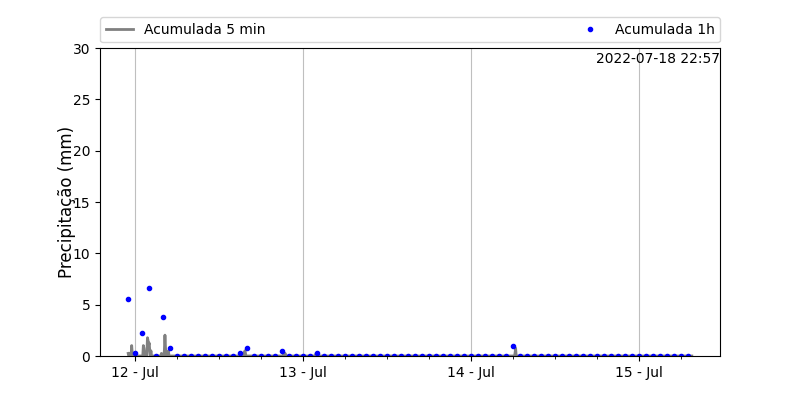 Acumulada 5 min
Acumulada 1h
2022-07-18 22:57
Precipitação (mm)
30
25
20
15
10
5
0
12 - Jul
13 - Jul
14 - Jul
15 - Jul